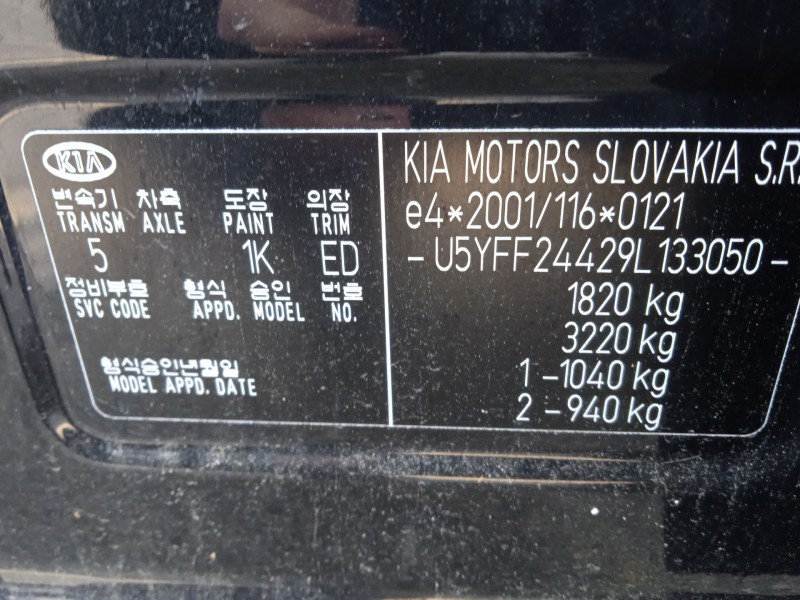 KIA
변속기 차축 도장 의장
TRANSM AXLE PAINT TRIM
5 1K ED
정비부호 형식 승인 번호
SVC CODE APPD. MODEL NO.
형식승인년월일
MODEL APPD. DATE
KIA MOTORS SLOVAKIA S.R.
e4*2001/116*0121
- U5YFF24429L133050 -
1820 kg
3220 kg
1 -1040 kg
2 -940 kg